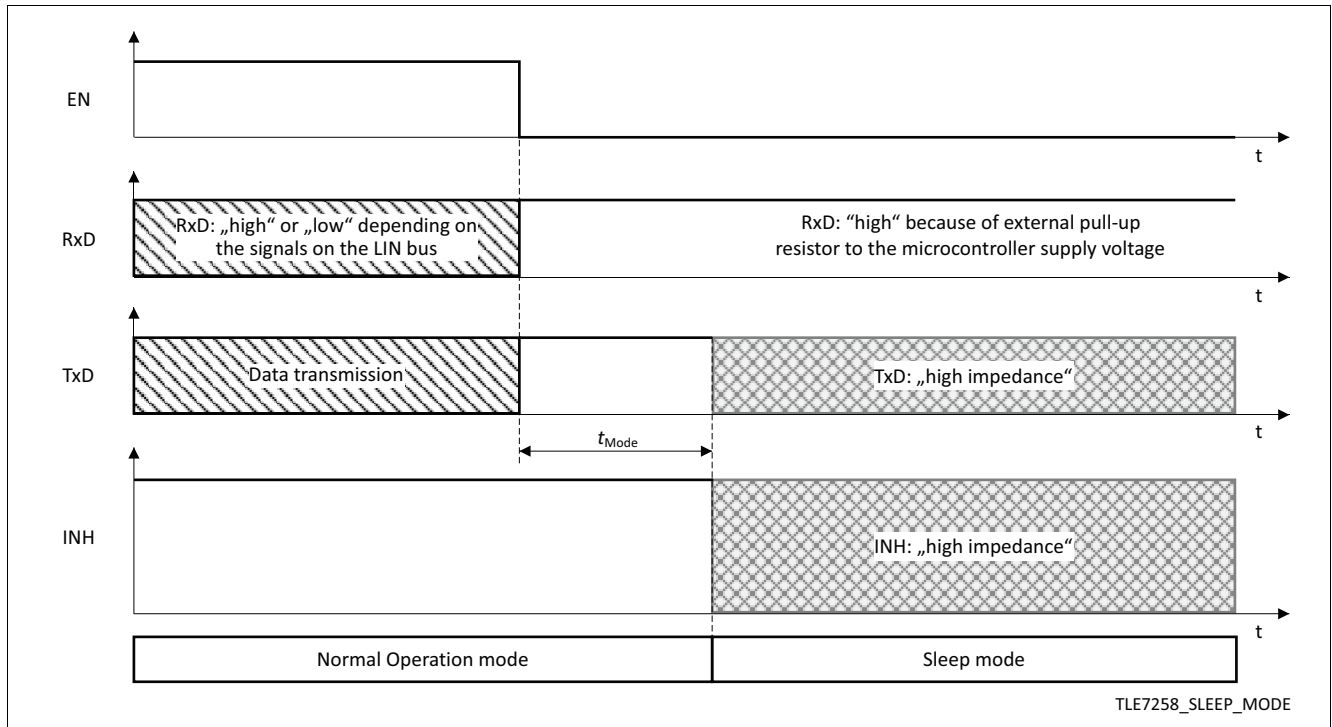 EN
t
RxD
RxD: „high“ or „low“ depending on
the signals on the LIN bus
RxD: “high“ because of external pull-up
resistor to the microcontroller supply voltage
t
TxD
Data transmission
TxD: „high impedance“
t
tMode
INH
INH: „high impedance“
t
Normal Operation mode
Sleep mode
TLE7258_SLEEP_MODE